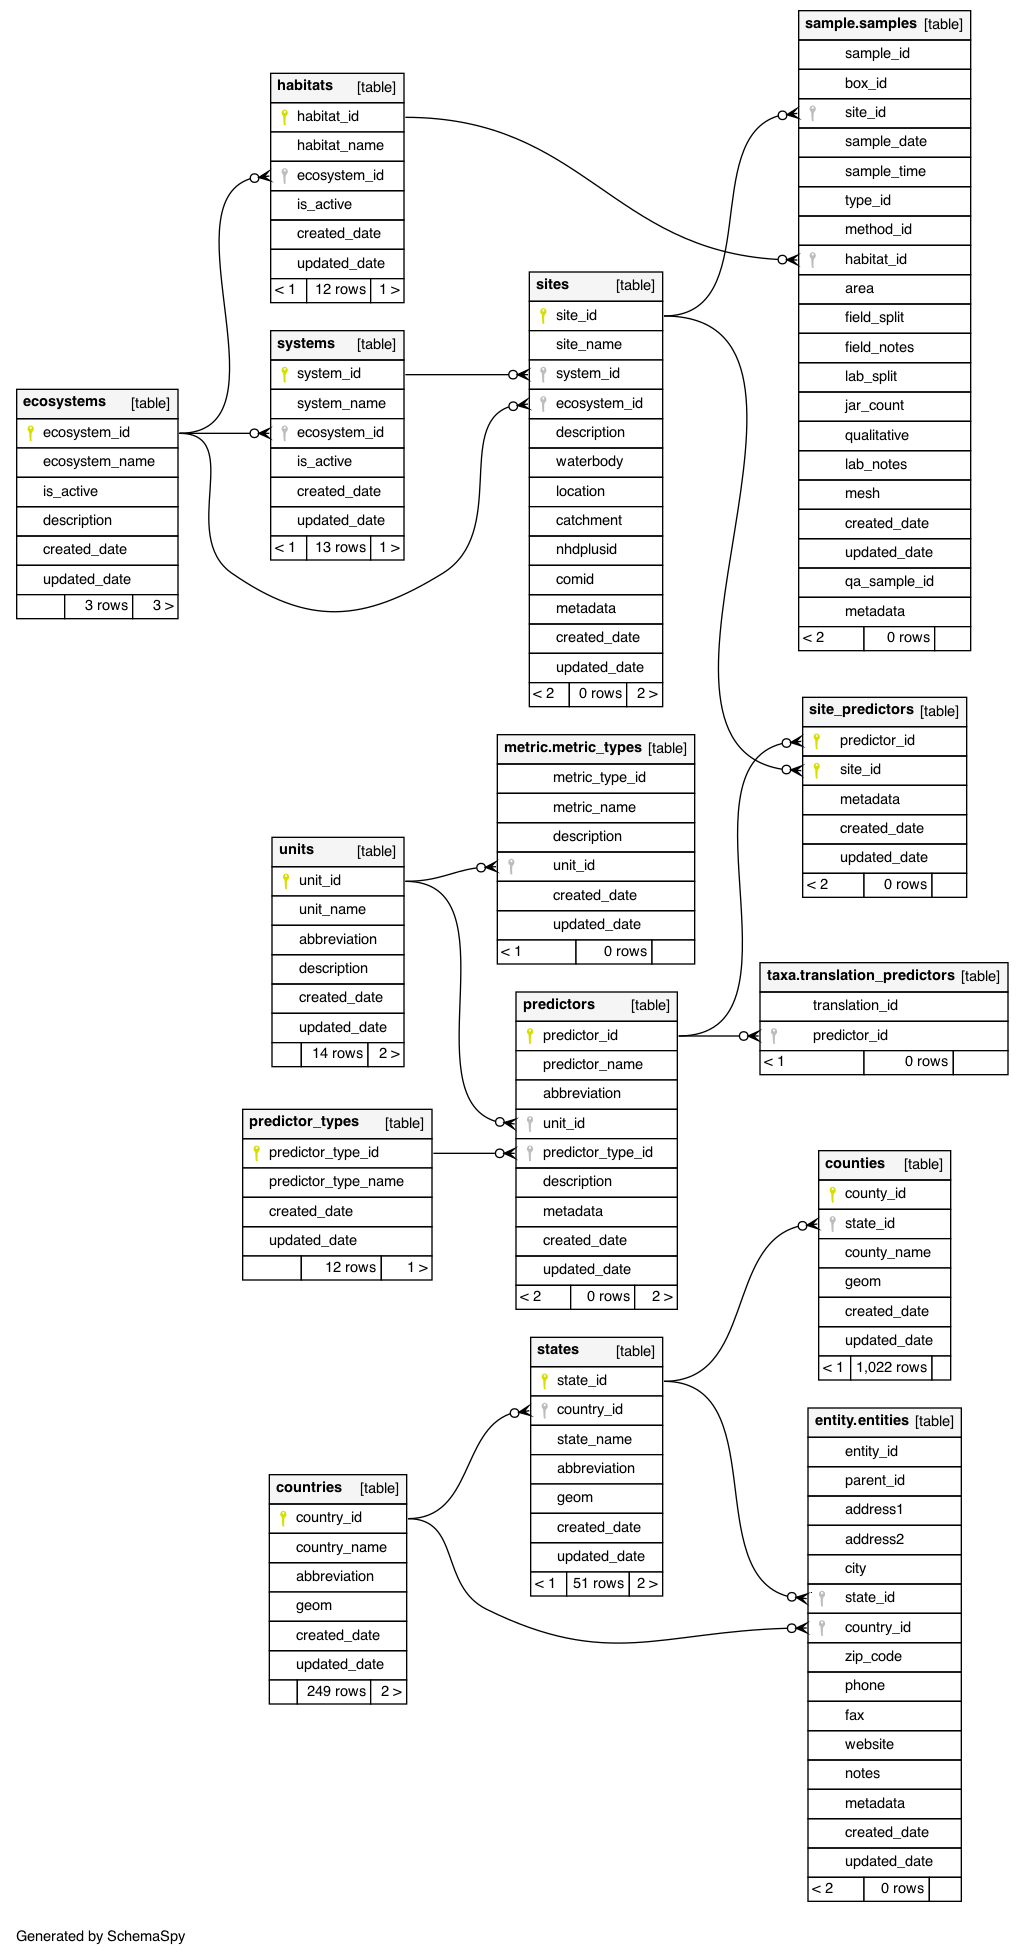 sample.samples [table]
sample_id
box_id
site_id
sample_date
sample_time
type_id
method_id
habitat_id
area
field_split
field_notes
lab_split
jar_count
qualitative
lab_notes
mesh
created_date
updated_date
qa_sample_id
metadata
< 2 0 rows
habitats [table]
habitat_id
habitat_name
ecosystem_id
is_active
created_date
updated_date
< 1 12 rows 1 >
systems [table]
system_id
system_name
ecosystem_id
is_active
created_date
updated_date
< 1 13 rows 1 >
ecosystems [table]
ecosystem_id
ecosystem_name
is_active
description
created_date
updated_date
3 rows 3 >
sites [table]
site_id
site_name
system_id
ecosystem_id
description
waterbody
location
catchment
nhdplusid
comid
metadata
created_date
updated_date
< 2 0 rows 2 >
site_predictors [table]
predictor_id
site_id
metadata
created_date
updated_date
< 2 0 rows
metric.metric_types [table]
metric_type_id
metric_name
description
unit_id
created_date
updated_date
< 1 0 rows
units [table]
unit_id
unit_name
abbreviation
description
created_date
updated_date
14 rows 2 >
taxa.translation_predictors [table]
translation_id
predictor_id
< 1 0 rows
predictors [table]
predictor_id
predictor_name
abbreviation
unit_id
predictor_type_id
description
metadata
created_date
updated_date
< 2 0 rows 2 >
predictor_types [table]
predictor_type_id
predictor_type_name
created_date
updated_date
12 rows 1 >
counties [table]
county_id
state_id
county_name
geom
created_date
updated_date
< 1 1,022 rows
states [table]
state_id
country_id
state_name
abbreviation
geom
created_date
updated_date
< 1 51 rows 2 >
entity.entities [table]
entity_id
parent_id
address1
address2
city
state_id
country_id
zip_code
phone
fax
website
notes
metadata
created_date
updated_date
< 2 0 rows
countries [table]
country_id
country_name
abbreviation
geom
created_date
updated_date
249 rows 2 >
Generated by SchemaSpy